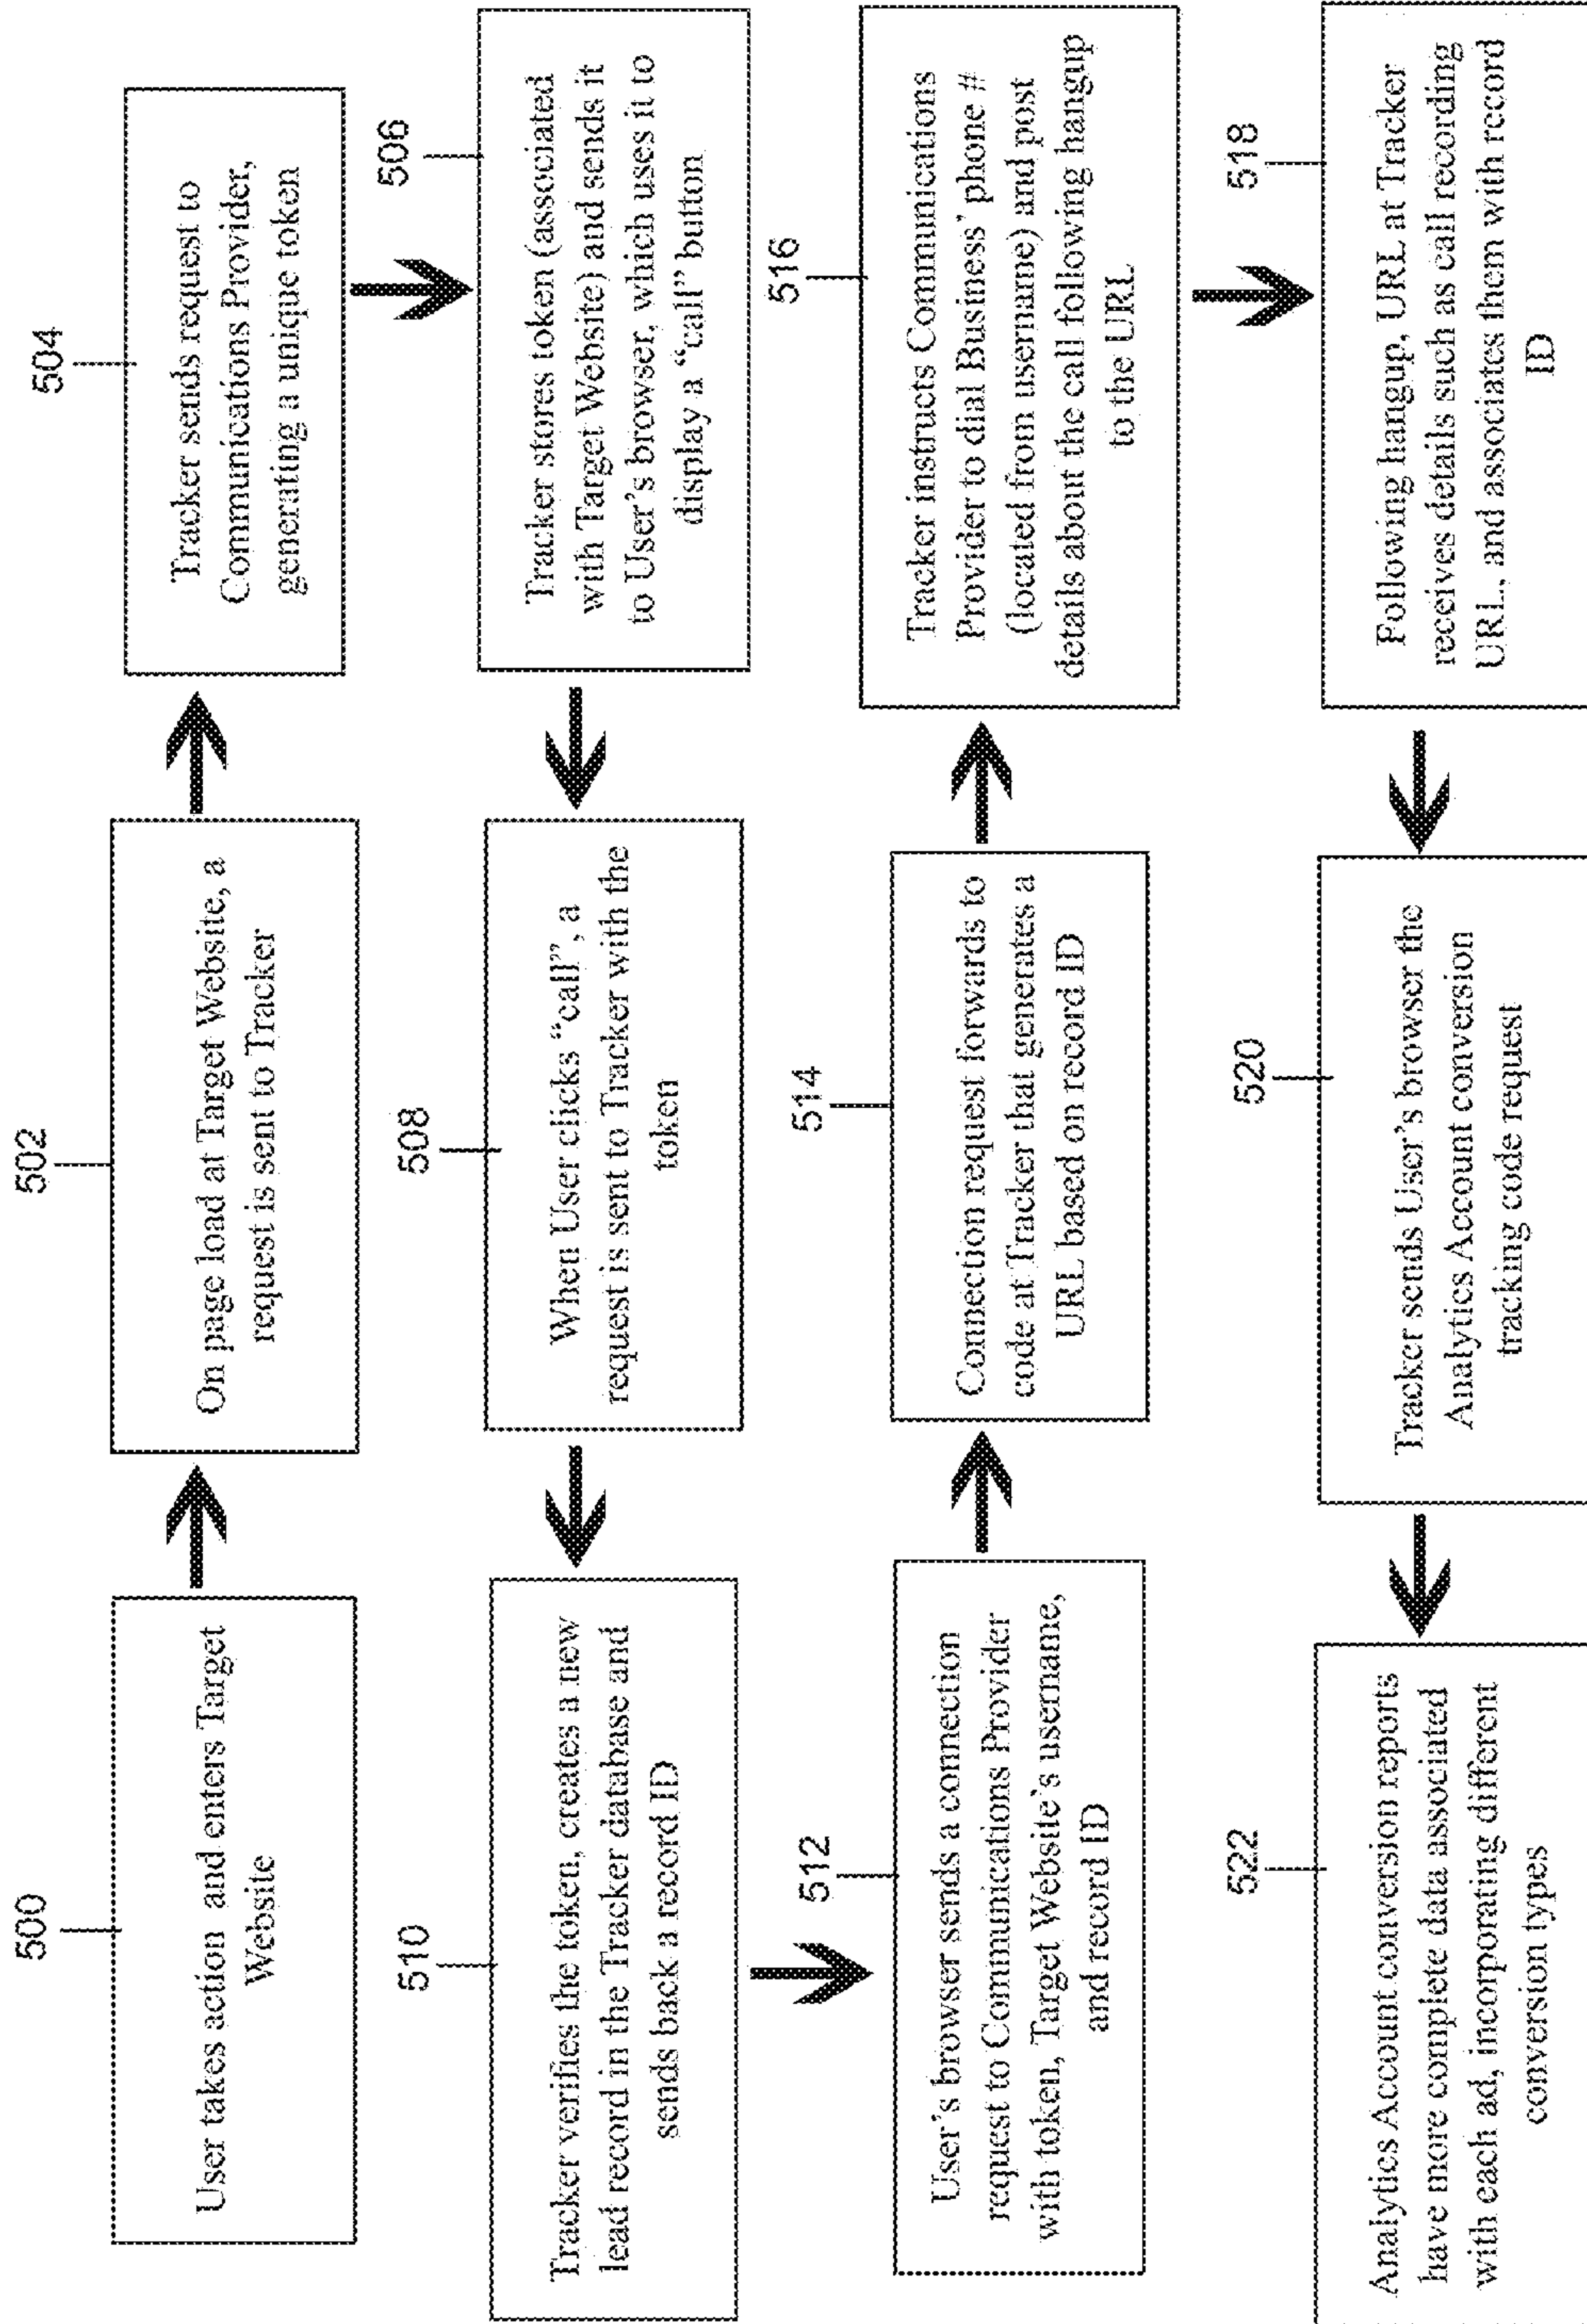 500
User takes action and enters Target
Website
502
On page load at Target Website, a
request is sent to Tracker
504
Tracker sends request to
Communications Provider,
generating a unique token
506
Tracker stores token (associated
with Target Website) and sends it
to User's browser, which uses it to
display a “call” button
508
When User clicks “call”, a
request is sent to Tracker with the
token
510
Tracker verifies the token, creates a new
lead record in the Tracker database and
sends back a record ID
512
User's browser sends a connection
request to Communications Provider
with token, Target Website's username,
and record ID
514
Connection request forwards to
code at Tracker that generates a
URL based on record ID
516
Tracker instructs Communications
Provider to dial Business' phone #
(located from username) and post
details about the call following hangup
to the URL
518
Following hangup, URL at Tracker
receives details such as call recording
URL, and associates them with record
ID
520
Tracker sends User's browser the
Analytics Account conversion
tracking code request
522
Analytics Account conversion reports
have more complete data associated
with each ad, incorporating different
conversion types